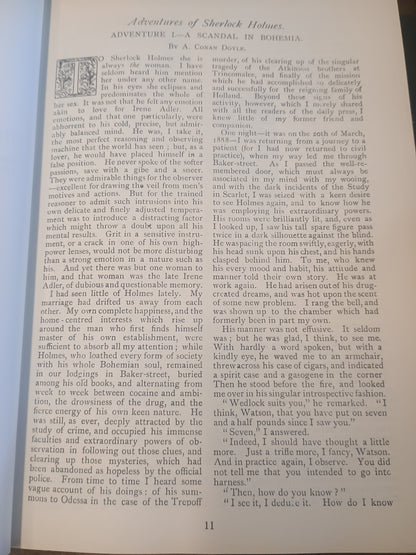 Adventures of Sherlock Holmes.
ADVENTURE I.—A SCANDAL IN BOHEMIA.
BY A. CONAN DOYLE.
TO Sherlock Holmes she is
always the woman. I have
seldom heard him mention
her under any other name.
In his eyes she eclipses and
predominates the whole of
her sex. It was not that he felt any emotion
akin to love for Irene Adler. All
emotions, and that one particularly, were
abhorrent to his cold, precise, but admir-
ably balanced mind. He was, I take it,
the most perfect reasoning and observing
machine that the world has seen; but, as a
lover, he would have placed himself in a
false position. He never spoke of the softer
passions, save with a gibe and a sneer.
They were admirable things for the observer
—excellent for drawing the veil from men's
motives and actions. But for the trained
reasoner to admit such intrusions into his
own delicate and finely adjusted tempera-
ment was to introduce a distracting factor
which might throw a doubt upon all his
mental results. Grit in a sensitive instru-
ment, or a crack in one of his own high-
power lenses, would not be more disturbing
than a strong emotion in a nature such as
his. And yet there was but one woman to
him, and that woman was the late Irene
Adler, of dubious and questionable memory.
I had seen little of Holmes lately. My
marriage had drifted us away from each
other. My own complete happiness, and the
home-centred interests which rise up
around the man who first finds himself
master of his own establishment, were
sufficient to absorb all my attention; while
Holmes, who loathed every form of society
with his whole Bohemian soul, remained
in our lodgings in Baker-street, buried
among his old books, and alternating from
week to week between cocaine and ambi-
tion, the drowsiness of the drug, and the
fierce energy of his own keen nature. He
was still, as ever, deeply attracted by the
study of crime, and occupied his immense
faculties and extraordinary powers of ob-
servation in following out those clues, and
clearing up those mysteries, which had
been abandoned as hopeless by the official
police. From time to time I heard some
vague account of his doings: of his sum-
mons to Odessa in the case of the Trepoff
murder, of his clearing up of the singular
tragedy of the Atkinson brothers at
Trincomalee, and finally of the mission
which he had accomplished so delicately
and successfully for the reigning family of
Holland. Beyond these signs of his
activity, however, which I merely shared
with all the readers of the daily press, I
knew little of my former friend and
companion.
One night—it was on the 20th of March,
1888—I was returning from a journey to a
patient (for I had now returned to civil
practice), when my way led me through
Baker-street. As I passed the well-re-
membered door, which must always be
associated in my mind with my wooing,
and with the dark incidents of the Study
in Scarlet, I was seized with a keen desire
to see Holmes again, and to know how he
was employing his extraordinary powers.
His rooms were brilliantly lit, and, even as
I looked up, I saw his tall spare figure pass
twice in a dark silhouette against the blind.
He was pacing the room swiftly, eagerly, with
his head sunk upon his chest, and his hands
clasped behind him. To me, who knew
his every mood and habit, his attitude and
manner told their own story. He was at
work again. He had arisen out of his drug-
created dreams, and was hot upon the scent
of some new problem. I rang the bell, and
was shown up to the chamber which had
formerly been in part my own.
His manner was not effusive. It seldom
was; but he was glad, I think, to see me.
With hardly a word spoken, but with a
kindly eye, he waved me to an armchair,
threw across his case of cigars, and indicated
a spirit case and a gasogene in the corner
Then he stood before the fire, and looked
me over in his singular introspective fashion.
"Wedlock suits you," he remarked. "I
think, Watson, that you have put on seven
and a half pounds since I saw you."
"Seven," I answered.
"Indeed, I should have thought a little
more. Just a trifle more, I fancy, Watson.
And in practice again, I observe. You did
not tell me that you intended to go into
harness."
"Then, how do you know?"
"I see it, I deduce it. How do I know
11